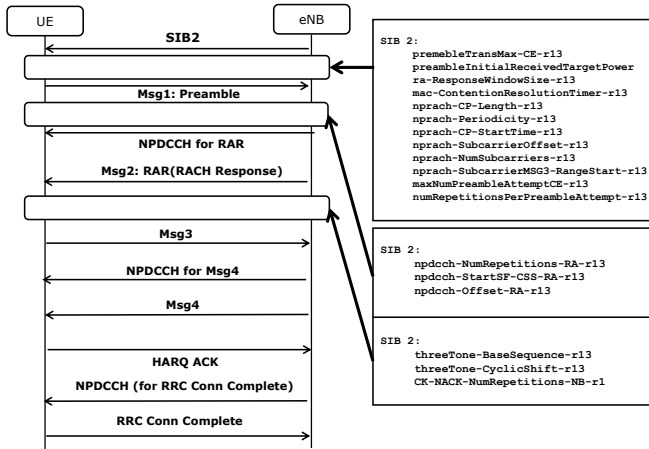 UE
eNB
SIB2
Msg1: Preamble
NPDCCH for RAR
Msg2: RAR(RACH Response)
Msg3
NPDCCH for Msg4
Msg4
HARQ ACK
NPDCCH (for RRC Conn Complete)
RRC Conn Complete
SIB 2:
premebleTransMax-CE-r13
preambleInitialReceivedTargetPower
ra-ResponseWindowSize-r13
mac-ContentionResolutionTimer-r13
nprach-CP-Length-r13
nprach-Periodicity-r13
nprach-CP-StartTime-r13
nprach-SubcarrierOffset-r13
nprach-NumSubcarriers-r13
nprach-SubcarrierMSG3-RangeStart-r13
maxNumPreambleAttemptCE-r13
numRepetitionsPerPreambleAttempt-r13
SIB 2:
npdcch-NumRepetitions-RA-r13
npdcch-StartSF-CSS-RA-r13
npdcch-Offset-RA-r13
SIB 2:
threeTone-BaseSequence-r13
threeTone-CyclicShift-r13
CK-NACK-NumRepetitions-NB-r1